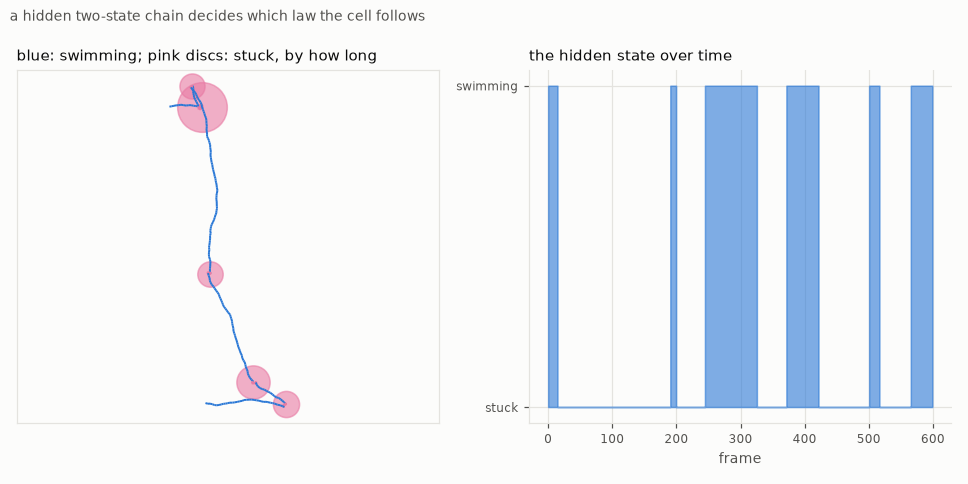 a hidden two-state chain decides which law the cell follows
blue: swimming; pink discs: stuck, by how long
the hidden state over time
swimming
stuck
0 100 200 300 400 500 600
frame